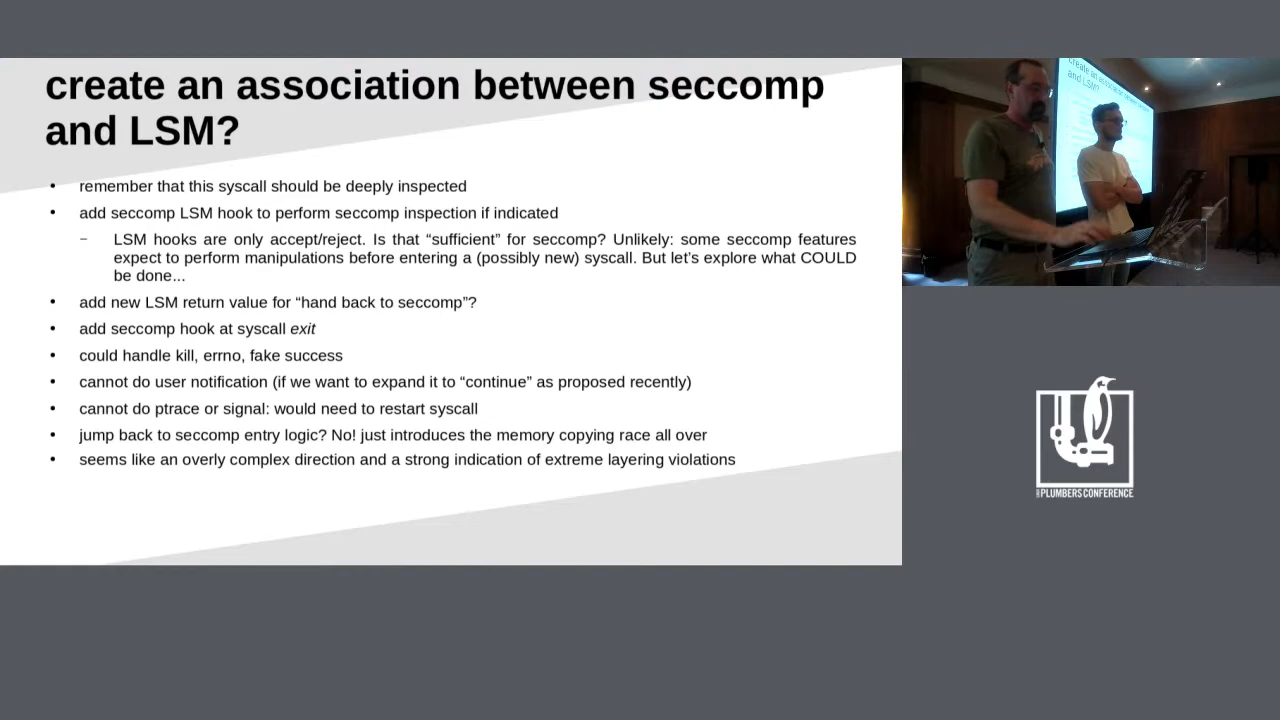 create an association between seccomp
and LSM?
• remember that this syscall should be deeply inspected
• add seccomp LSM hook to perform seccomp inspection if indicated
– LSM hooks are only accept/reject. Is that “sufficient” for seccomp? Unlikely: some seccomp features
expect to perform manipulations before entering a (possibly new) syscall. But let’s explore what COULD
be done...
• add new LSM return value for “hand back to seccomp”?
• add seccomp hook at syscall exit
• could handle kill, errno, fake success
• cannot do user notification (if we want to expand it to “continue” as proposed recently)
• cannot do ptrace or signal: would need to restart syscall
• jump back to seccomp entry logic? No! just introduces the memory copying race all over
• seems like an overly complex direction and a strong indication of extreme layering violations
and LSM?
PLUMBERS CONFERENCE